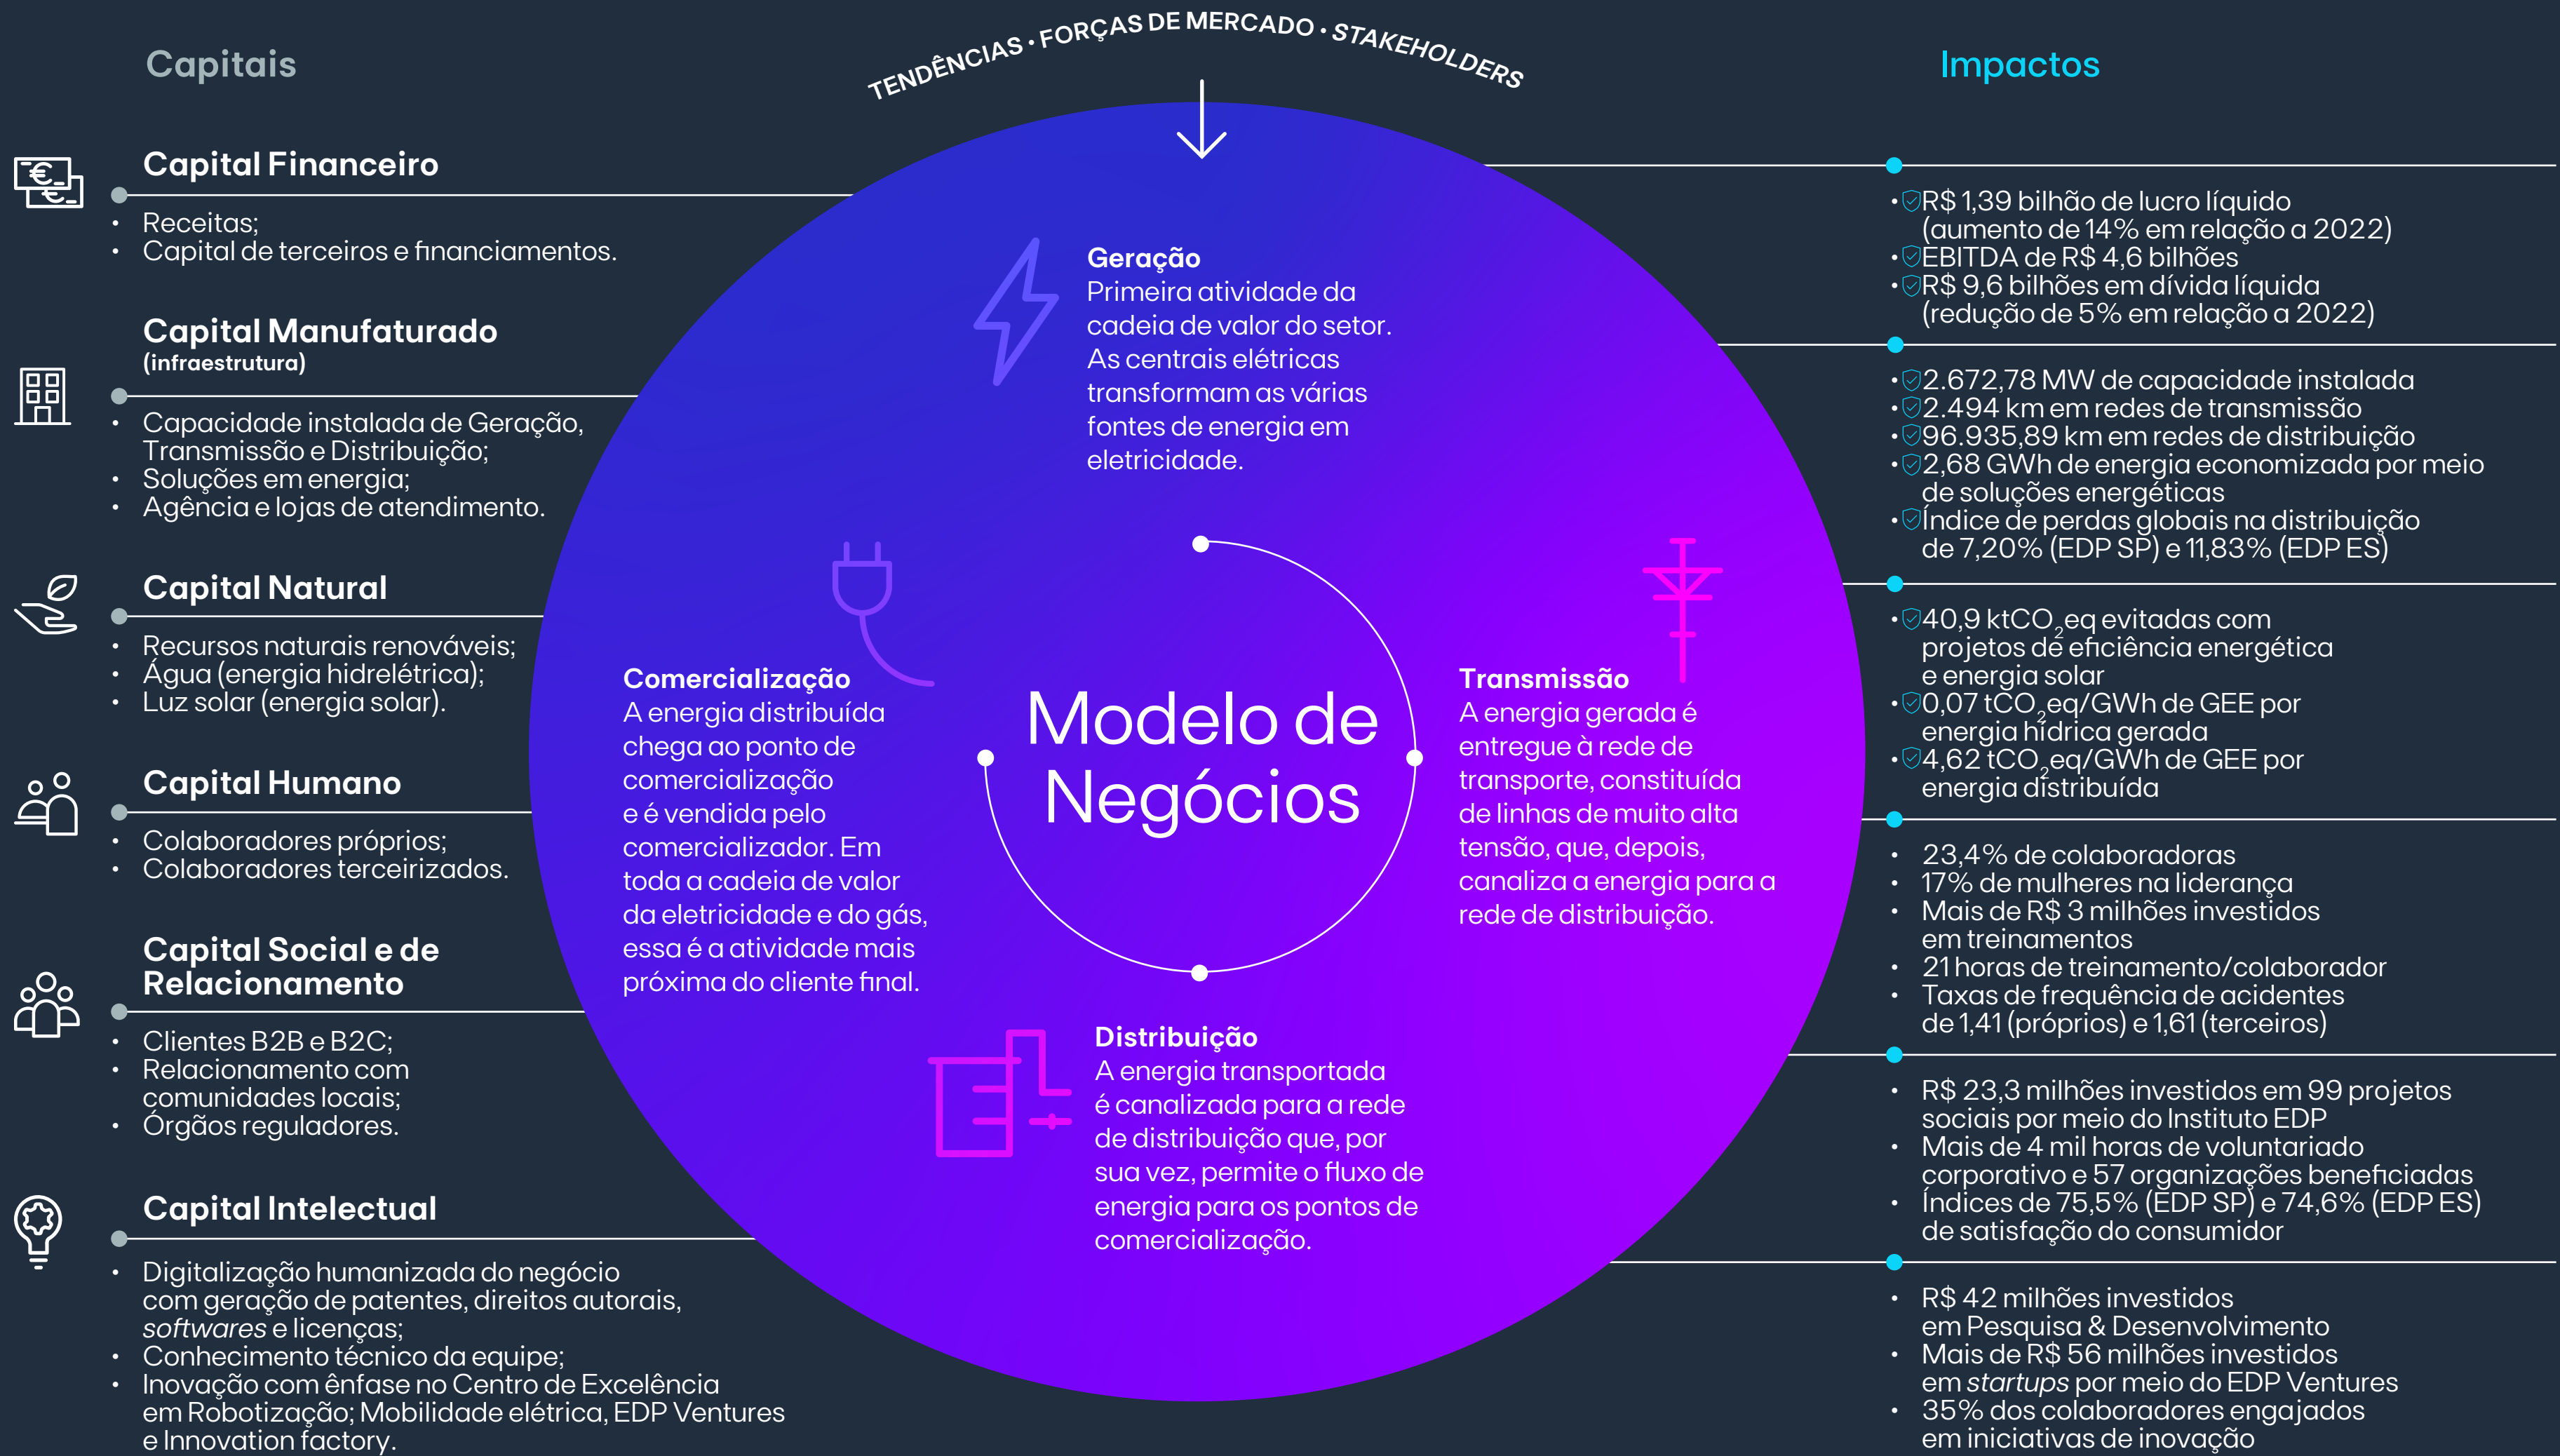 TENDÊNCIAS • FORÇAS DE MERCADO • STAKEHOLDERS
Capitais
Capital Financeiro
• Receitas;
• Capital de terceiros e financiamentos.
Capital Manufaturado
(infraestrutura)
• Capacidade instalada de Geração,
Transmissão e Distribuição;
• Soluções em energia;
• Agência e lojas de atendimento.
Capital Natural
• Recursos naturais renováveis;
• Água (energia hidrelétrica);
• Luz solar (energia solar).
Capital Humano
• Colaboradores próprios;
• Colaboradores terceirizados.
Capital Social e de
Relacionamento
• Clientes B2B e B2C;
• Relacionamento com
comunidades locais;
• Órgãos reguladores.
Capital Intelectual
• Digitalização humanizada do negócio
com geração de patentes, direitos autorais,
softwares e licenças;
• Conhecimento técnico da equipe;
• Inovação com ênfase no Centro de Excelência
em Robotização; Mobilidade elétrica, EDP Ventures
e Innovation factory.
Geração
Primeira atividade da
cadeia de valor do setor.
As centrais elétricas
transformam as várias
fontes de energia em
eletricidade.
Comercialização
A energia distribuída
chega ao ponto de
comercialização
e é vendida pelo
comercializador. Em
toda a cadeia de valor
da eletricidade e do gás,
essa é a atividade mais
próxima do cliente final.
Modelo de
Negócios
Transmissão
A energia gerada é
entregue à rede de
transporte, constituída
de linhas de muito alta
tensão, que, depois,
canaliza a energia para a
rede de distribuição.
Distribuição
A energia transportada
é canalizada para a rede
de distribuição que, por
sua vez, permite o fluxo de
energia para os pontos de
comercialização.
Impactos
• R$ 1,39 bilhão de lucro líquido
(aumento de 14% em relação a 2022)
• EBITDA de R$ 4,6 bilhões
• R$ 9,6 bilhões em dívida líquida
(redução de 5% em relação a 2022)
• 2.672,78 MW de capacidade instalada
• 2.494 km em redes de transmissão
• 96.935,89 km em redes de distribuição
• 2,68 GWh de energia economizada por meio
de soluções energéticas
• Índice de perdas globais na distribuição
de 7,20% (EDP SP) e 11,83% (EDP ES)
• 40,9 ktCO₂eq evitadas com
projetos de eficiência energética
e energia solar
• 0,07 tCO₂eq/GWh de GEE por
energia hídrica gerada
• 4,62 tCO₂eq/GWh de GEE por
energia distribuída
• 23,4% de colaboradoras
• 17% de mulheres na liderança
• Mais de R$ 3 milhões investidos
em treinamentos
• 21 horas de treinamento/colaborador
• Taxas de frequência de acidentes
de 1,41 (próprios) e 1,61 (terceiros)
• R$ 23,3 milhões investidos em 99 projetos
sociais por meio do Instituto EDP
• Mais de 4 mil horas de voluntariado
corporativo e 57 organizações beneficiadas
• Índices de 75,5% (EDP SP) e 74,6% (EDP ES)
de satisfação do consumidor
• R$ 42 milhões investidos
em Pesquisa & Desenvolvimento
• Mais de R$ 56 milhões investidos
em startups por meio do EDP Ventures
• 35% dos colaboradores engajados
em iniciativas de inovação